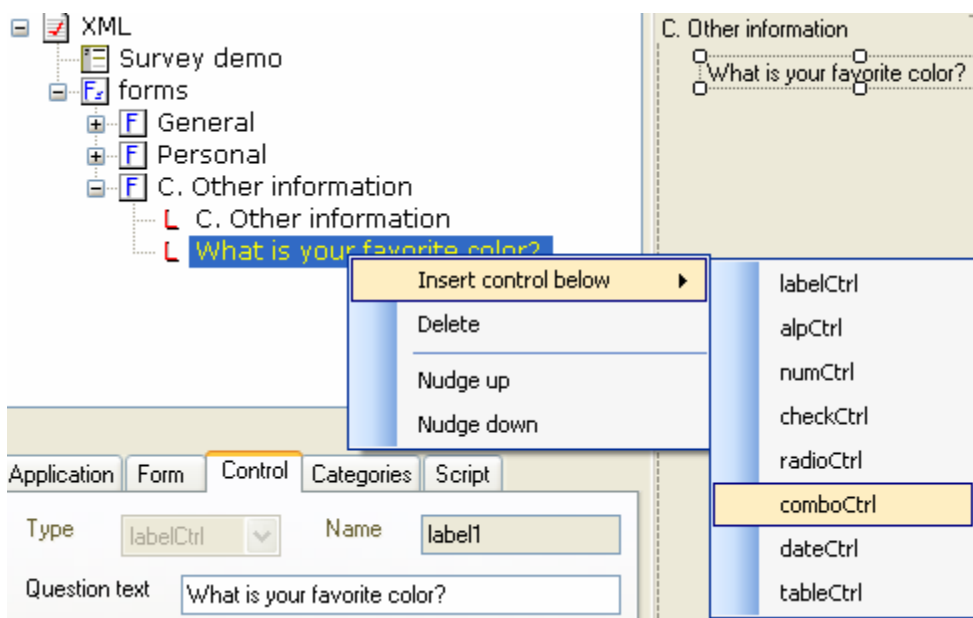 XML
Survey demo
forms
F General
F Personal
F C. Other information
L C. Other information
L What is your favorite color?
C. Other information
What is your favorite color?
Insert control below
Delete
Nudge up
Nudge down
labelCtrl
alpCtrl
numCtrl
checkCtrl
radioCtrl
comboCtrl
dateCtrl
tableCtrl
Application Form Control Categories Script
Type labelCtrl Name label1
Question text What is your favorite color?